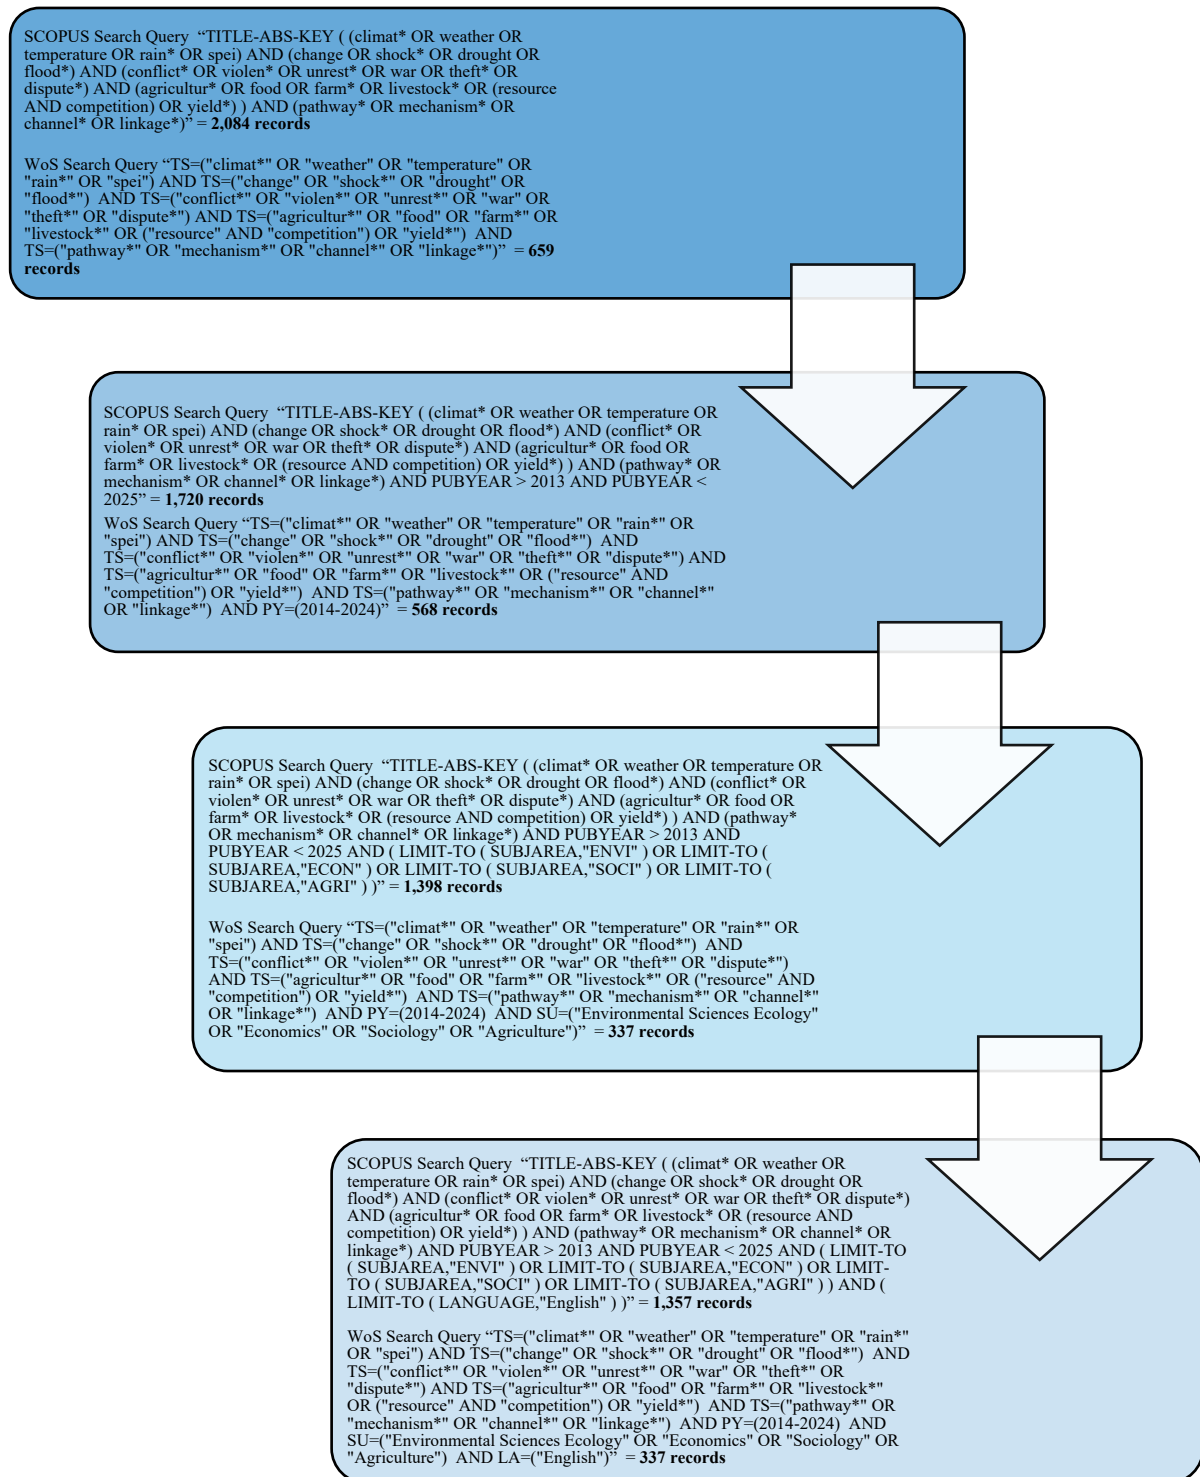 SCOPUS Search Query  “TITLE-ABS-KEY ( (climat* OR weather OR
temperature OR rain* OR spei) AND (change OR shock* OR drought OR
flood*) AND (conflict* OR violen* OR unrest* OR war OR theft* OR
dispute*) AND (agricultur* OR food OR farm* OR livestock* OR (resource
AND competition) OR yield*) ) AND (pathway* OR mechanism* OR
channel* OR linkage*)” = 2,084 records
WoS Search Query “TS=("climat*" OR "weather" OR "temperature" OR
"rain*" OR "spei") AND TS=("change" OR "shock*" OR "drought" OR
"flood*")  AND TS=("conflict*" OR "violen*" OR "unrest*" OR "war" OR
"theft*" OR "dispute*") AND TS=("agricultur*" OR "food" OR "farm*" OR
"livestock*" OR ("resource" AND "competition") OR "yield*")  AND
TS=("pathway*" OR "mechanism*" OR "channel*" OR "linkage*")”  = 659
records
SCOPUS Search Query  “TITLE-ABS-KEY ( (climat* OR weather OR temperature OR
rain* OR spei) AND (change OR shock* OR drought OR flood*) AND (conflict* OR
violen* OR unrest* OR war OR theft* OR dispute*) AND (agricultur* OR food OR
farm* OR livestock* OR (resource AND competition) OR yield*) ) AND (pathway* OR
mechanism* OR channel* OR linkage*) AND PUBYEAR > 2013 AND PUBYEAR <
2025” = 1,720 records
WoS Search Query “TS=("climat*" OR "weather" OR "temperature" OR "rain*" OR
"spei") AND TS=("change" OR "shock*" OR "drought" OR "flood*")  AND
TS=("conflict*" OR "violen*" OR "unrest*" OR "war" OR "theft*" OR "dispute*") AND
TS=("agricultur*" OR "food" OR "farm*" OR "livestock*" OR ("resource" AND
"competition") OR "yield*")  AND TS=("pathway*" OR "mechanism*" OR "channel*"
OR "linkage*")  AND PY=(2014-2024)”  = 568 records
SCOPUS Search Query  “TITLE-ABS-KEY ( (climat* OR weather OR temperature OR
rain* OR spei) AND (change OR shock* OR drought OR flood*) AND (conflict* OR
violen* OR unrest* OR war OR theft* OR dispute*) AND (agricultur* OR food OR
farm* OR livestock* OR (resource AND competition) OR yield*) ) AND (pathway*
OR mechanism* OR channel* OR linkage*) AND PUBYEAR > 2013 AND
PUBYEAR < 2025 AND ( LIMIT-TO ( SUBJAREA,"ENVI" ) OR LIMIT-TO (
SUBJAREA,"ECON" ) OR LIMIT-TO ( SUBJAREA,"SOCI" ) OR LIMIT-TO (
SUBJAREA,"AGRI" ) )” = 1,398 records
WoS Search Query “TS=("climat*" OR "weather" OR "temperature" OR "rain*" OR
"spei") AND TS=("change" OR "shock*" OR "drought" OR "flood*")  AND
TS=("conflict*" OR "violen*" OR "unrest*" OR "war" OR "theft*" OR "dispute*")
AND TS=("agricultur*" OR "food" OR "farm*" OR "livestock*" OR ("resource" AND
"competition") OR "yield*")  AND TS=("pathway*" OR "mechanism*" OR "channel*"
OR "linkage*")  AND PY=(2014-2024)  AND SU=("Environmental Sciences Ecology"
OR "Economics" OR "Sociology" OR "Agriculture")”  = 337 records
SCOPUS Search Query  “TITLE-ABS-KEY ( (climat* OR weather OR
temperature OR rain* OR spei) AND (change OR shock* OR drought OR
flood*) AND (conflict* OR violen* OR unrest* OR war OR theft* OR dispute*)
AND (agricultur* OR food OR farm* OR livestock* OR (resource AND
competition) OR yield*) ) AND (pathway* OR mechanism* OR channel* OR
linkage*) AND PUBYEAR > 2013 AND PUBYEAR < 2025 AND ( LIMIT-TO
( SUBJAREA,"ENVI" ) OR LIMIT-TO ( SUBJAREA,"ECON" ) OR LIMIT-
TO ( SUBJAREA,"SOCI" ) OR LIMIT-TO ( SUBJAREA,"AGRI" ) ) AND (
LIMIT-TO ( LANGUAGE,"English" ) )” = 1,357 records
WoS Search Query “TS=("climat*" OR "weather" OR "temperature" OR "rain*"
OR "spei") AND TS=("change" OR "shock*" OR "drought" OR "flood*")  AND
TS=("conflict*" OR "violen*" OR "unrest*" OR "war" OR "theft*" OR
"dispute*") AND TS=("agricultur*" OR "food" OR "farm*" OR "livestock*"
OR ("resource" AND "competition") OR "yield*")  AND TS=("pathway*" OR
"mechanism*" OR "channel*" OR "linkage*")  AND PY=(2014-2024)  AND
SU=("Environmental Sciences Ecology" OR "Economics" OR "Sociology" OR
"Agriculture")  AND LA=("English")”  = 337 records